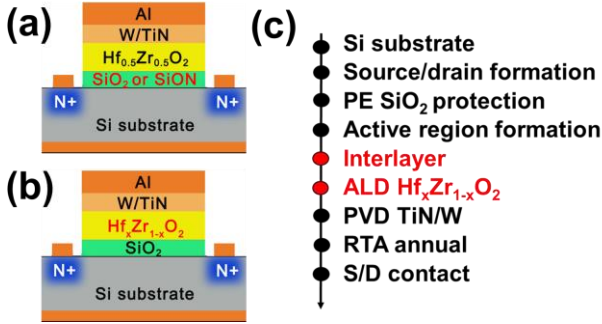 (a)
Al
W/TiN
Hf₀.₅Zr₀.₅O₂
SiO₂ or SiON
N+ N+
Si substrate
(b)
Al
W/TiN
HfₓZr₁₋ₓO₂
SiO₂
N+ N+
Si substrate
(c)
Si substrate
Source/drain formation
PE SiO₂ protection
Active region formation
Interlayer
ALD HfₓZr₁₋ₓO₂
PVD TiN/W
RTA annual
S/D contact